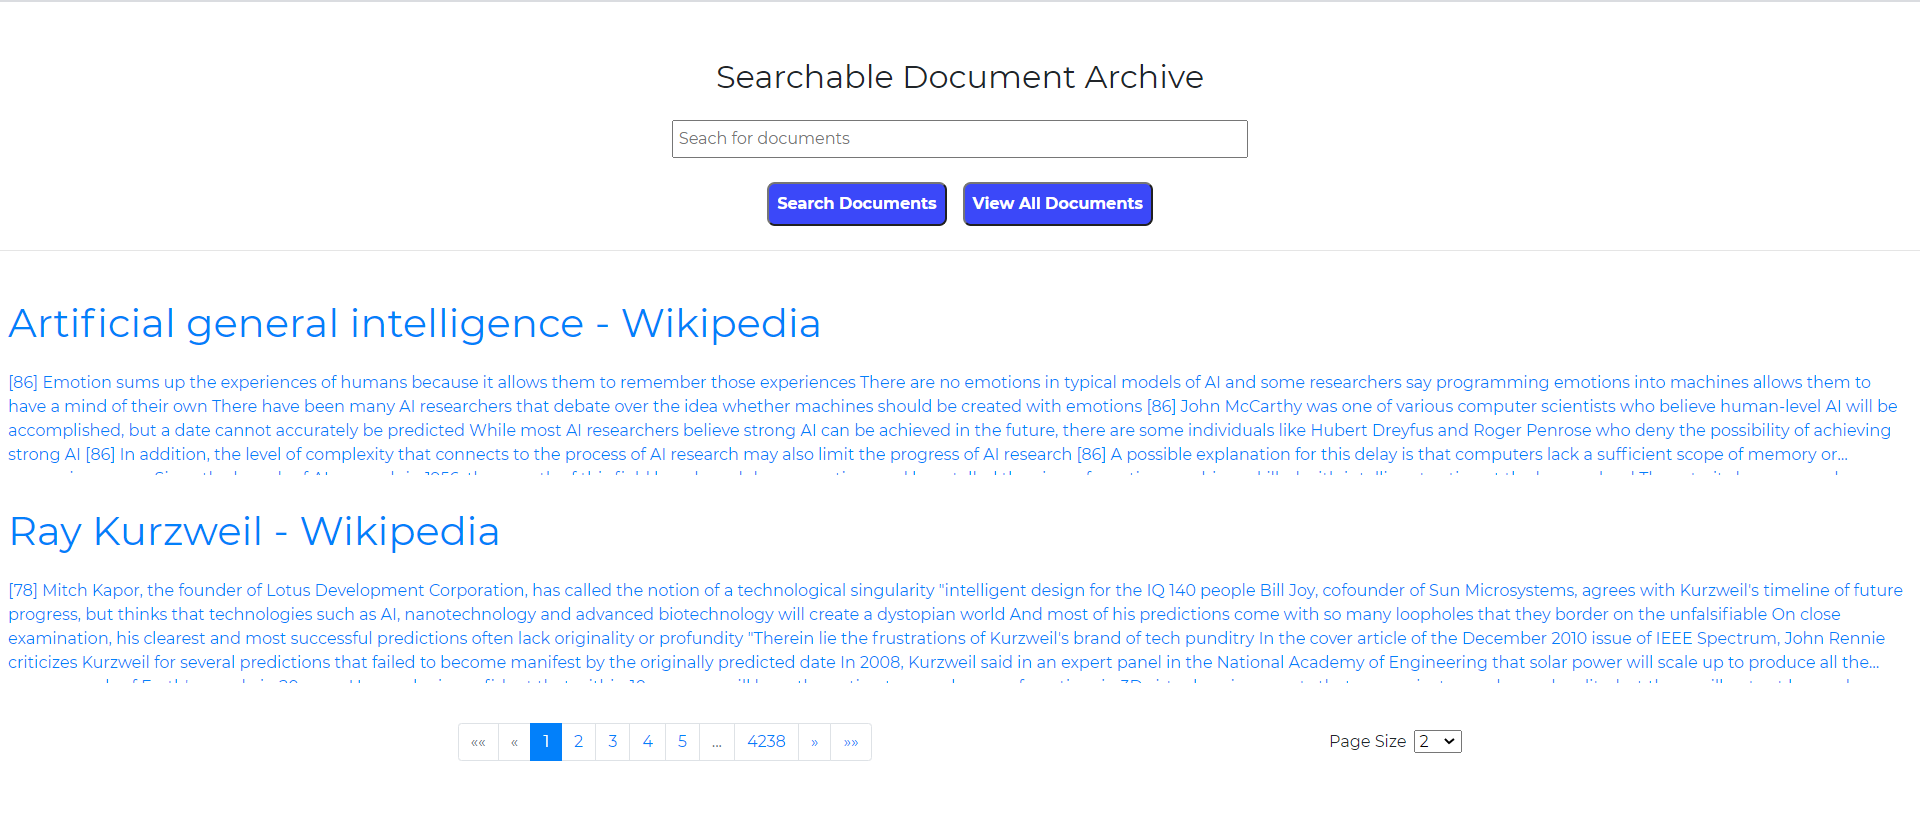 Searchable Document Archive
Seach for documents
Search Documents View All Documents
Artificial general intelligence - Wikipedia
[86] Emotion sums up the experiences of humans because it allows them to remember those experiences There are no emotions in typical models of AI and some researchers say programming emotions into machines allows them to
have a mind of their own There have been many AI researchers that debate over the idea whether machines should be created with emotions [86] John McCarthy was one of various computer scientists who believe human-level AI will be
accomplished, but a date cannot accurately be predicted While most AI researchers believe strong AI can be achieved in the future, there are some individuals like Hubert Dreyfus and Roger Penrose who deny the possibility of achieving
strong AI [86] In addition, the level of complexity that connects to the process of AI research may also limit the progress of AI research [86] A possible explanation for this delay is that computers lack a sufficient scope of memory or...
Ray Kurzweil - Wikipedia
[78] Mitch Kapor, the founder of Lotus Development Corporation, has called the notion of a technological singularity "intelligent design for the IQ 140 people Bill Joy, cofounder of Sun Microsystems, agrees with Kurzweil's timeline of future
progress, but thinks that technologies such as AI, nanotechnology and advanced biotechnology will create a dystopian world And most of his predictions come with so many loopholes that they border on the unfalsifiable On close
examination, his clearest and most successful predictions often lack originality or profundity "Therein lie the frustrations of Kurzweil's brand of tech punditry In the cover article of the December 2010 issue of IEEE Spectrum, John Rennie
criticizes Kurzweil for several predictions that failed to become manifest by the originally predicted date In 2008, Kurzweil said in an expert panel in the National Academy of Engineering that solar power will scale up to produce all the...
«« « 1 2 3 4 5 ... 4238 » »» Page Size 2